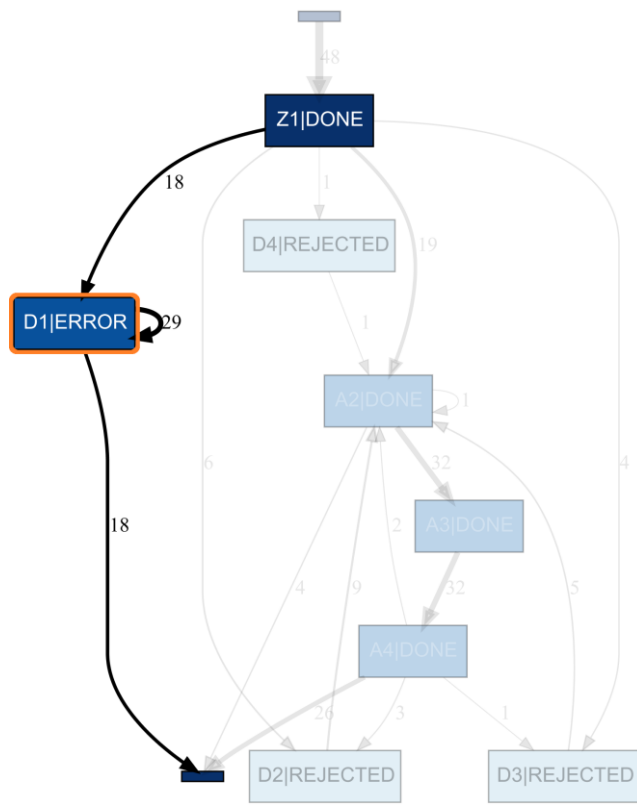 48
Z1|DONE
18
1
D4|REJECTED
19
D1|ERROR
29
1
A2|DONE
1
6
32
4
A3|DONE
18
2
4
9
32
5
A4|DONE
26
3
1
D2|REJECTED
D3|REJECTED